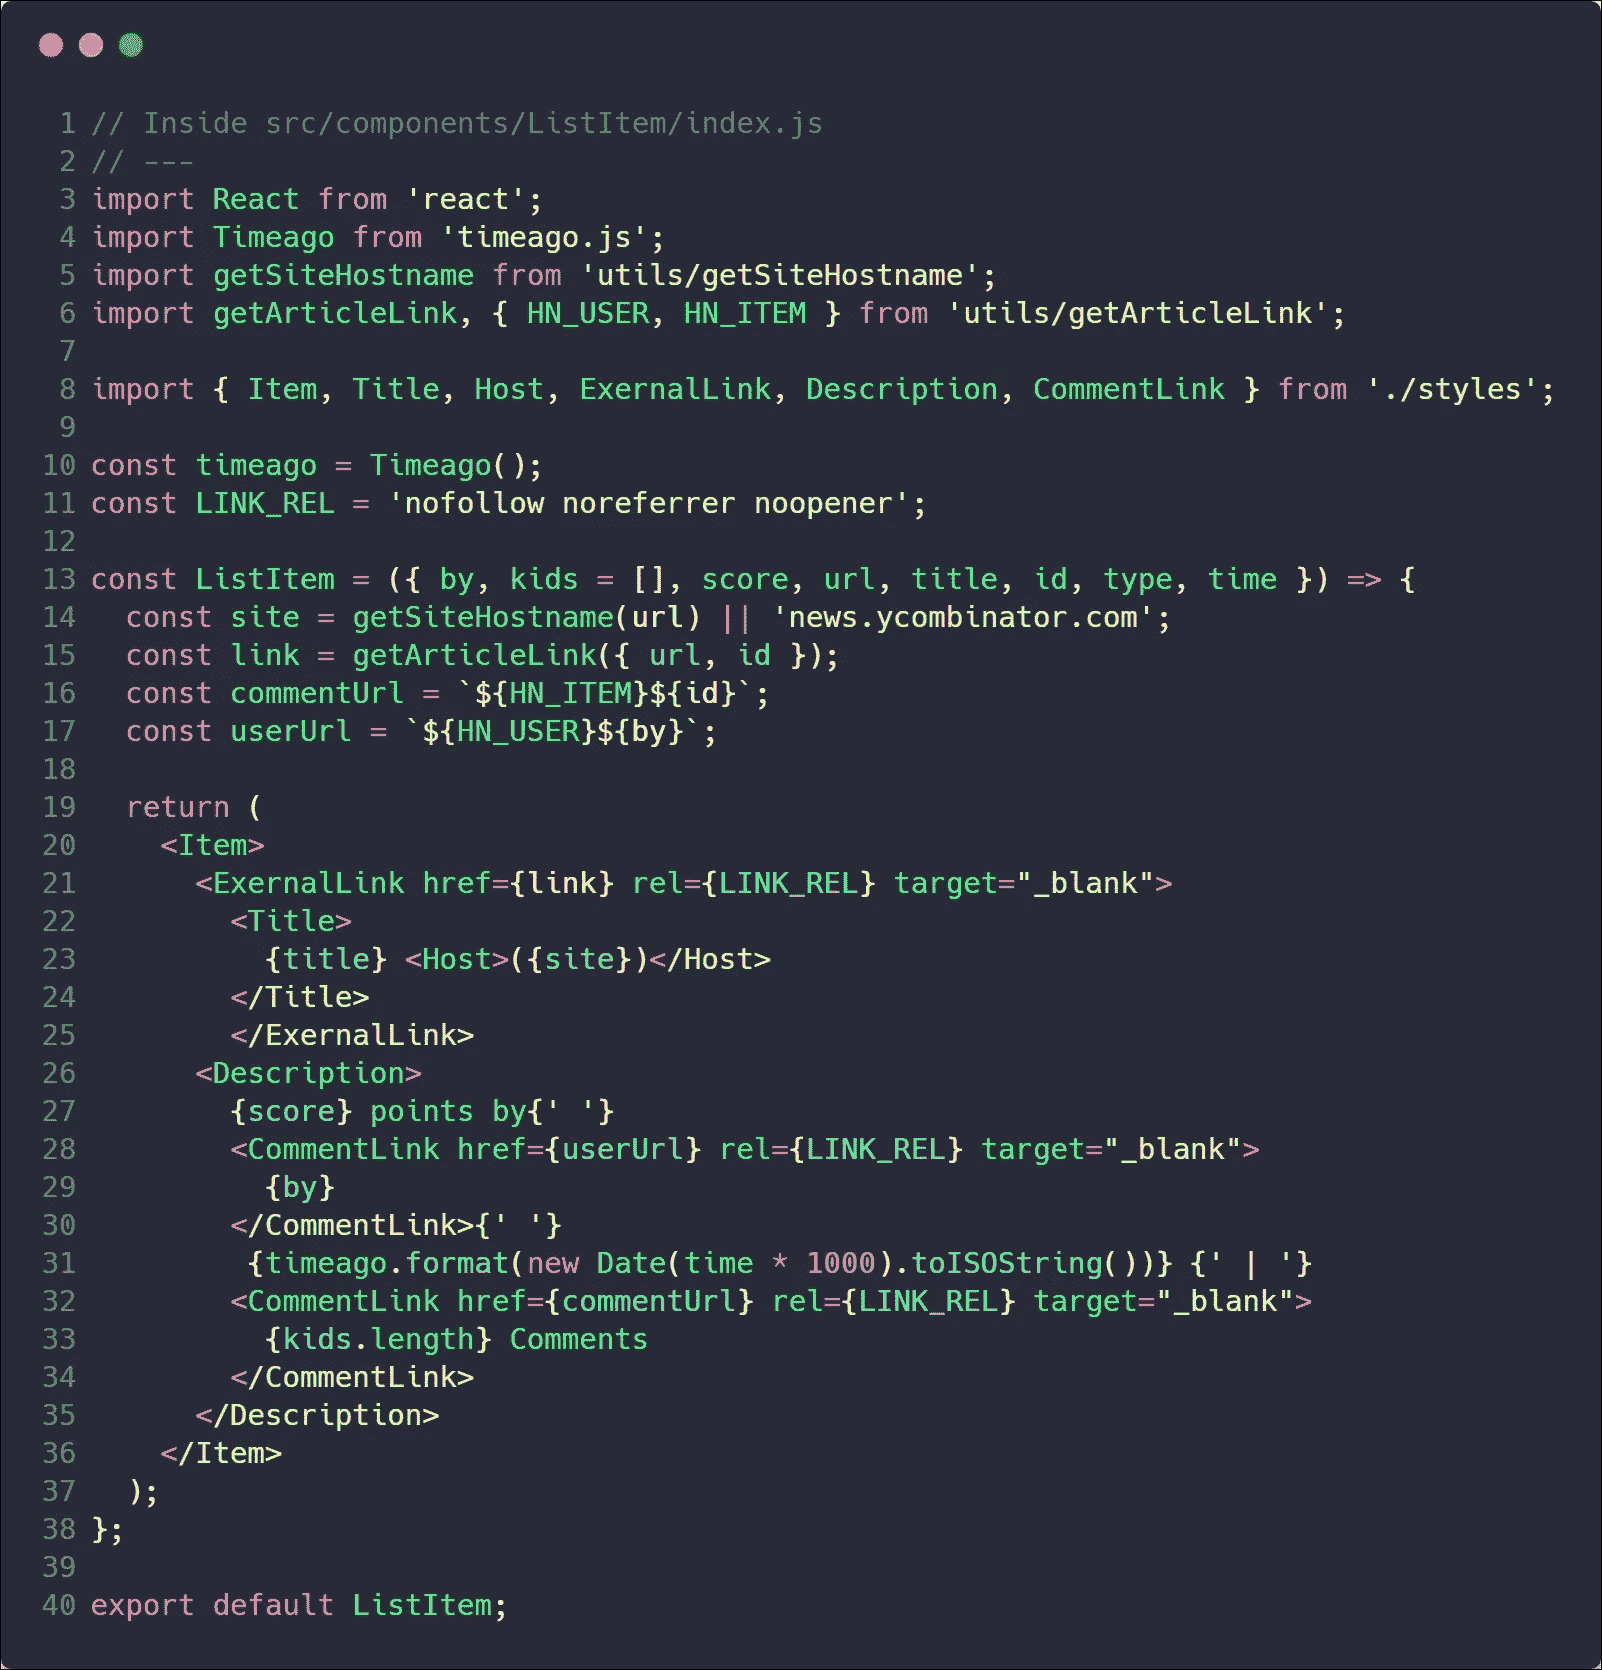 1 // Inside src/components/ListItem/index.js
2 // ---
3 import React from 'react';
4 import Timeago from 'timeago.js';
5 import getSiteHostname from 'utils/getSiteHostname';
6 import getArticleLink, { HN_USER, HN_ITEM } from 'utils/getArticleLink';
7
8 import { Item, Title, Host, ExernalLink, Description, CommentLink } from './styles';
9
10 const timeago = Timeago();
11 const LINK_REL = 'nofollow noreferrer noopener';
12
13 const ListItem = ({ by, kids = [], score, url, title, id, type, time }) => {
14   const site = getSiteHostname(url) || 'news.ycombinator.com';
15   const link = getArticleLink({ url, id });
16   const commentUrl = `${HN_ITEM}${id}`;
17   const userUrl = `${HN_USER}${by}`;
18
19   return (
20     <Item>
21       <ExernalLink href={link} rel={LINK_REL} target="_blank">
22         <Title>
23           {title} <Host>({site})</Host>
24         </Title>
25         </ExernalLink>
26       <Description>
27         {score} points by{' '}
28         <CommentLink href={userUrl} rel={LINK_REL} target="_blank">
29           {by}
30         </CommentLink>{' '}
31          {timeago.format(new Date(time * 1000).toISOString())} {' | '}
32         <CommentLink href={commentUrl} rel={LINK_REL} target="_blank">
33           {kids.length} Comments
34         </CommentLink>
35       </Description>
36     </Item>
37   );
38 };
39
40 export default ListItem;